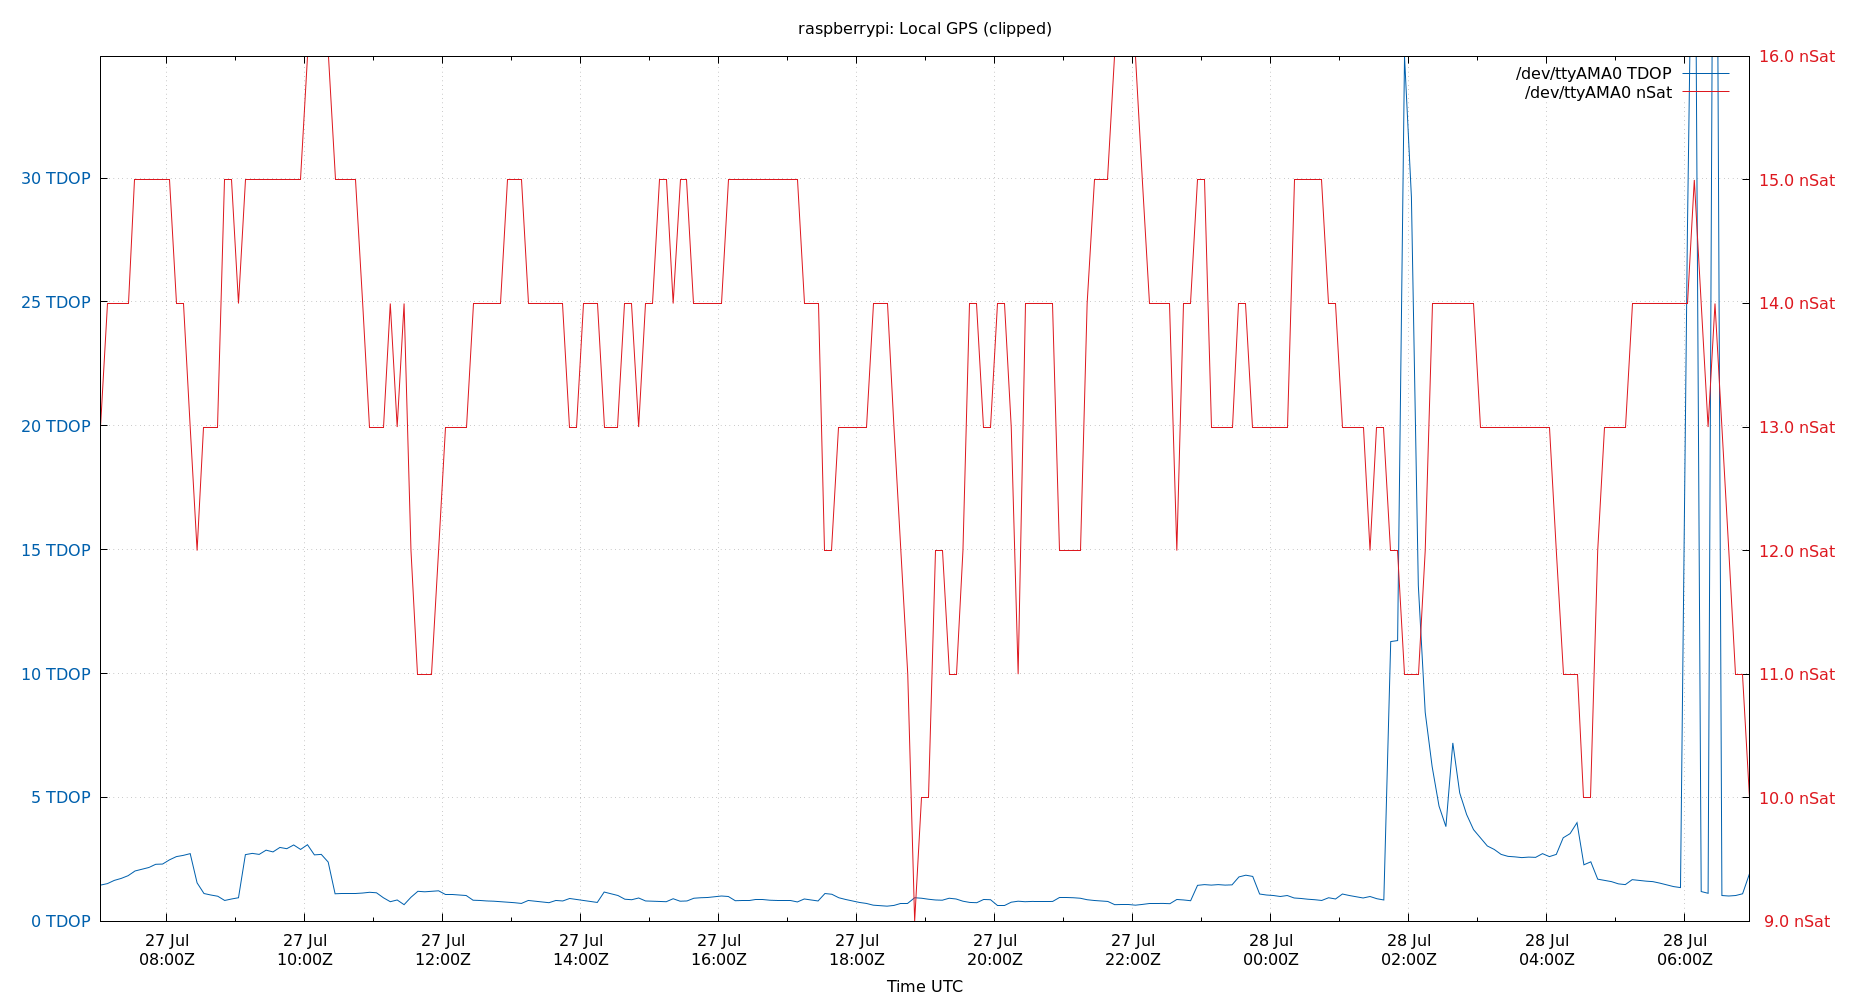 raspberrypi: Local GPS (clipped)
/dev/ttyAMA0 TDOP
/dev/ttyAMA0 nSat
30 TDOP
25 TDOP
20 TDOP
15 TDOP
10 TDOP
5 TDOP
0 TDOP
16.0 nSat
15.0 nSat
14.0 nSat
13.0 nSat
12.0 nSat
11.0 nSat
10.0 nSat
9.0 nSat
27 Jul
08:00Z
27 Jul
10:00Z
27 Jul
12:00Z
27 Jul
14:00Z
27 Jul
16:00Z
27 Jul
18:00Z
27 Jul
20:00Z
27 Jul
22:00Z
28 Jul
00:00Z
28 Jul
02:00Z
28 Jul
04:00Z
28 Jul
06:00Z
Time UTC